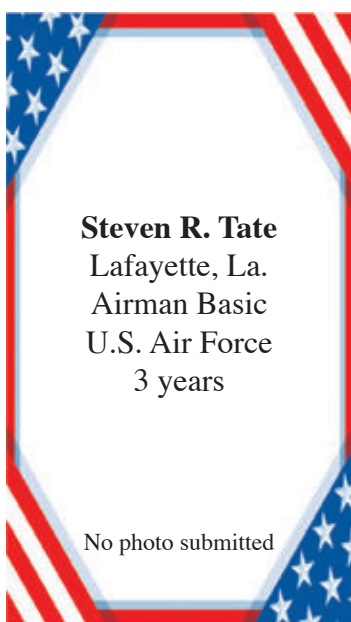 Steven R. Tate
Lafayette, La.
Airman Basic
U.S. Air Force
3 years
No photo submitted